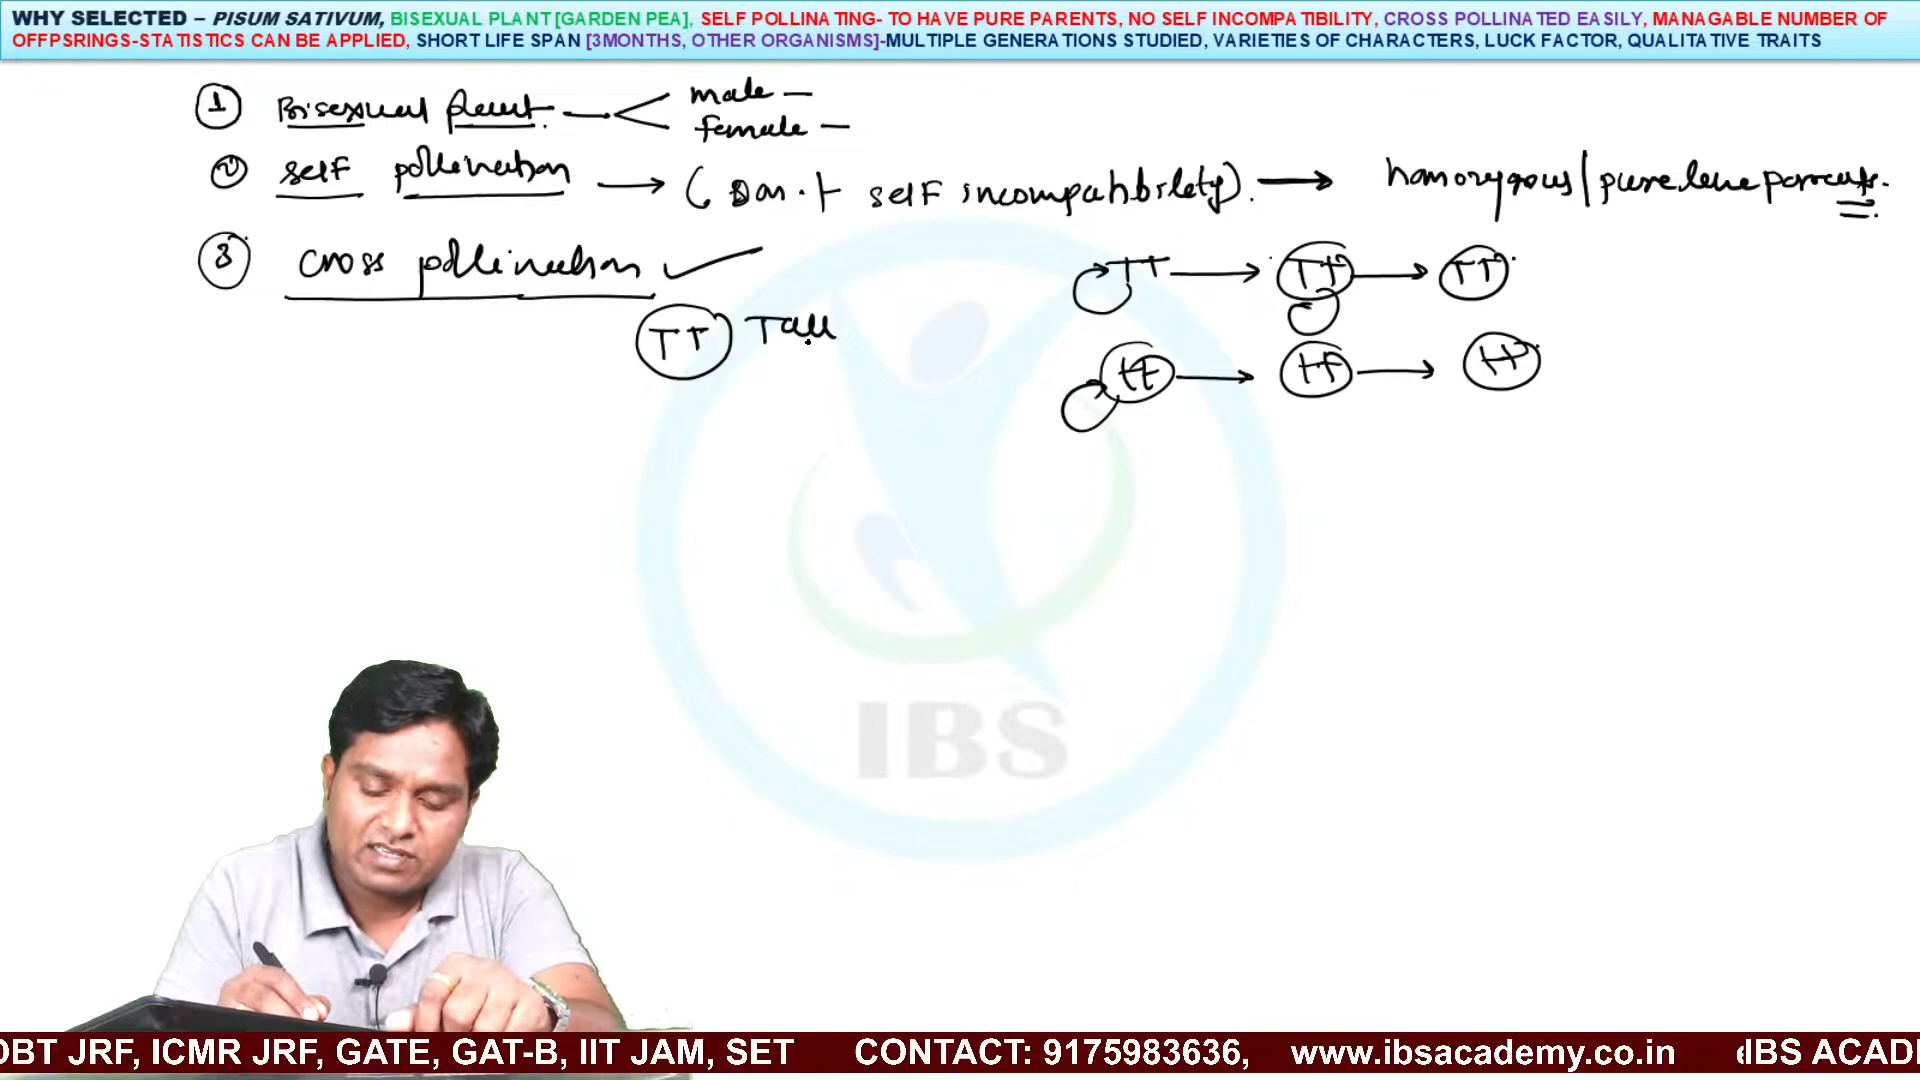 WHY SELECTED – PISUM SATIVUM, BISEXUAL PLANT [GARDEN PEA], SELF POLLINATING- TO HAVE PURE PARENTS, NO SELF INCOMPATIBILITY, CROSS POLLINATED EASILY, MANAGABLE NUMBER OF
OFFPSRINGS-STATISTICS CAN BE APPLIED, SHORT LIFE SPAN [3MONTHS, OTHER ORGANISMS]-MULTIPLE GENERATIONS STUDIED, VARIETIES OF CHARACTERS, LUCK FACTOR, QUALITATIVE TRAITS
① Bisexual plant. — male —
female —
② self pollination → ( Don't self incompatibility). → homozygous / pure line parents.
③ cross pollination ✓
TT → TT → TT
TT Tall
tt → tt → tt
IBS
DBT JRF, ICMR JRF, GATE, GAT-B, IIT JAM, SET CONTACT: 9175983636, www.ibsacademy.co.in IBS ACAD